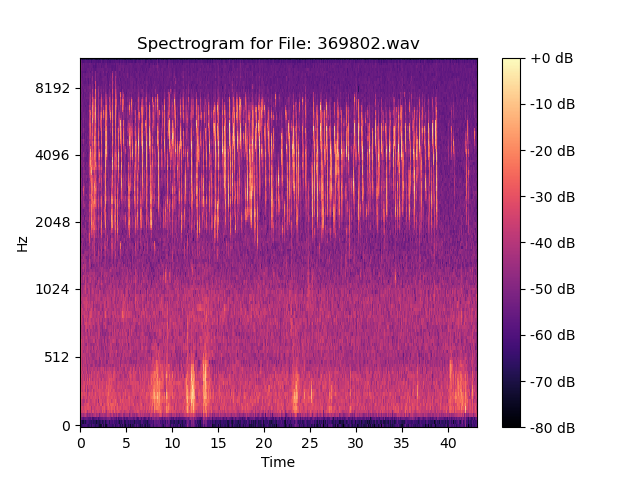 Spectrogram for File: 369802.wav
Hz
8192
4096
2048
1024
512
0
0 5 10 15 20 25 30 35 40
Time
+0 dB
-10 dB
-20 dB
-30 dB
-40 dB
-50 dB
-60 dB
-70 dB
-80 dB